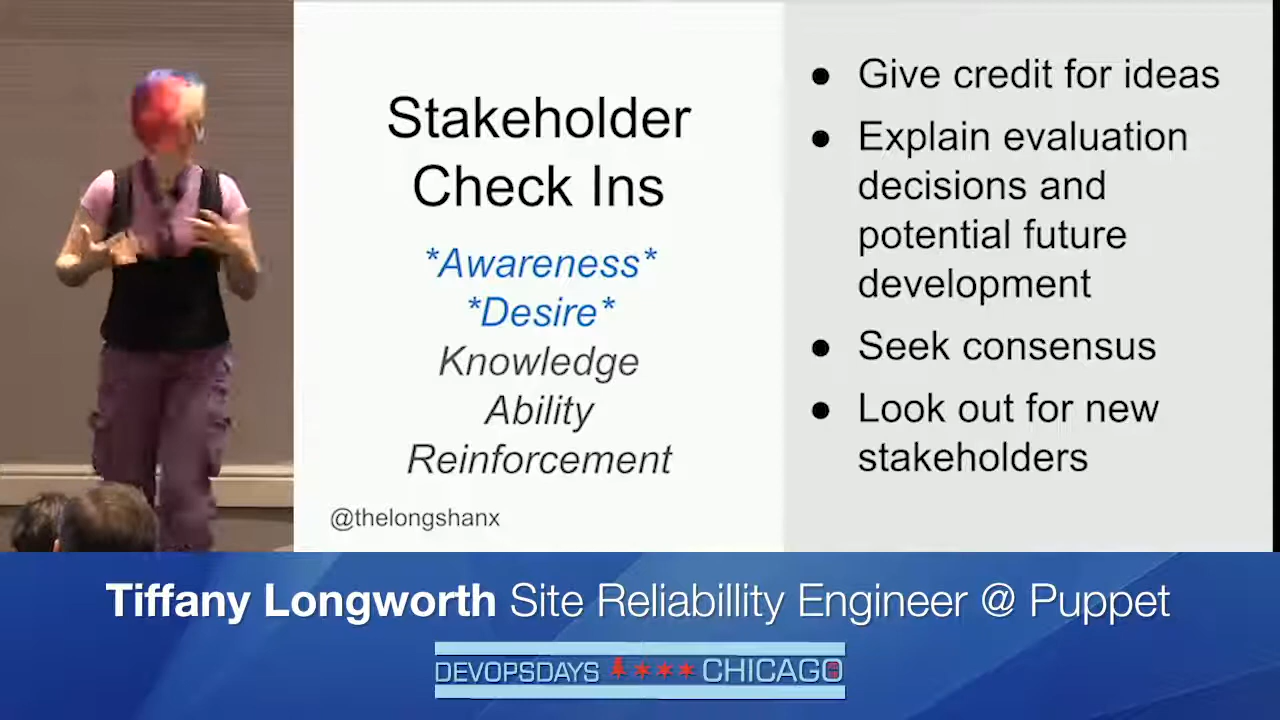 Stakeholder
Check Ins
*Awareness*
*Desire*
Knowledge
Ability
Reinforcement
@thelongshanx
● Give credit for ideas
● Explain evaluation
decisions and
potential future
development
● Seek consensus
● Look out for new
stakeholders
Tiffany Longworth Site Reliabillity Engineer @ Puppet
DEVOPSDAYS CHICAGO